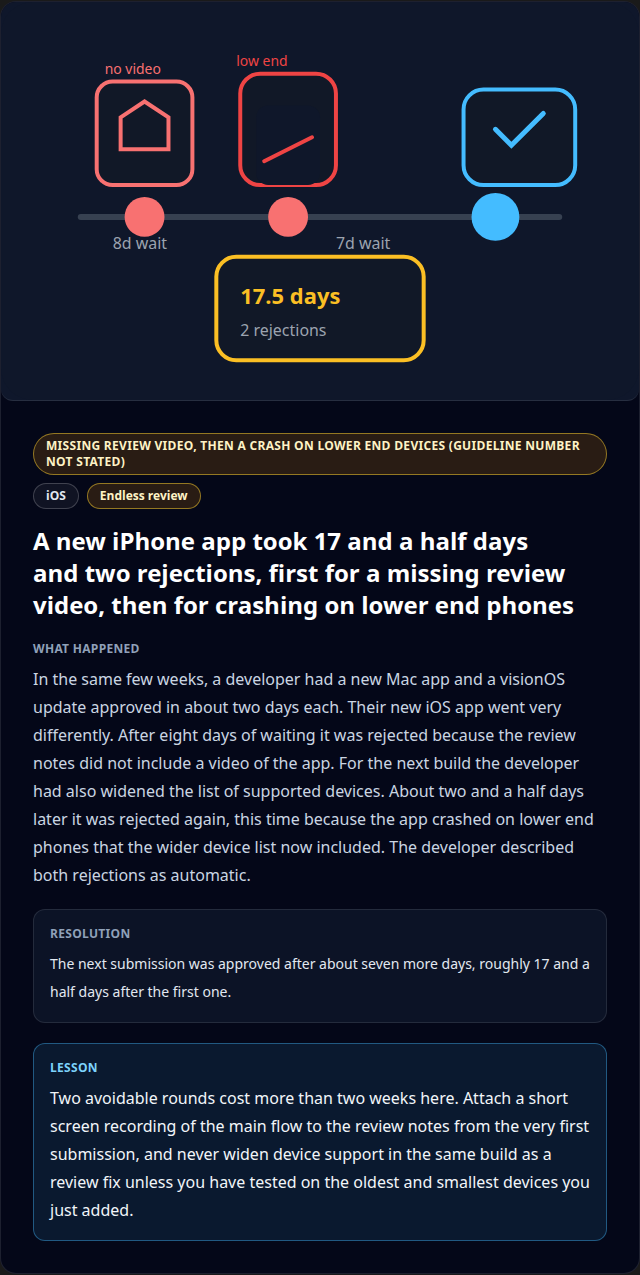 no video
low end
8d wait
7d wait
17.5 days
2 rejections
MISSING REVIEW VIDEO, THEN A CRASH ON LOWER END DEVICES (GUIDELINE NUMBER
NOT STATED)
iOS
Endless review
A new iPhone app took 17 and a half days
and two rejections, first for a missing review
video, then for crashing on lower end phones
WHAT HAPPENED
In the same few weeks, a developer had a new Mac app and a visionOS
update approved in about two days each. Their new iOS app went very
differently. After eight days of waiting it was rejected because the review
notes did not include a video of the app. For the next build the developer
had also widened the list of supported devices. About two and a half days
later it was rejected again, this time because the app crashed on lower end
phones that the wider device list now included. The developer described
both rejections as automatic.
RESOLUTION
The next submission was approved after about seven more days, roughly 17 and a
half days after the first one.
LESSON
Two avoidable rounds cost more than two weeks here. Attach a short
screen recording of the main flow to the review notes from the very first
submission, and never widen device support in the same build as a
review fix unless you have tested on the oldest and smallest devices you
just added.